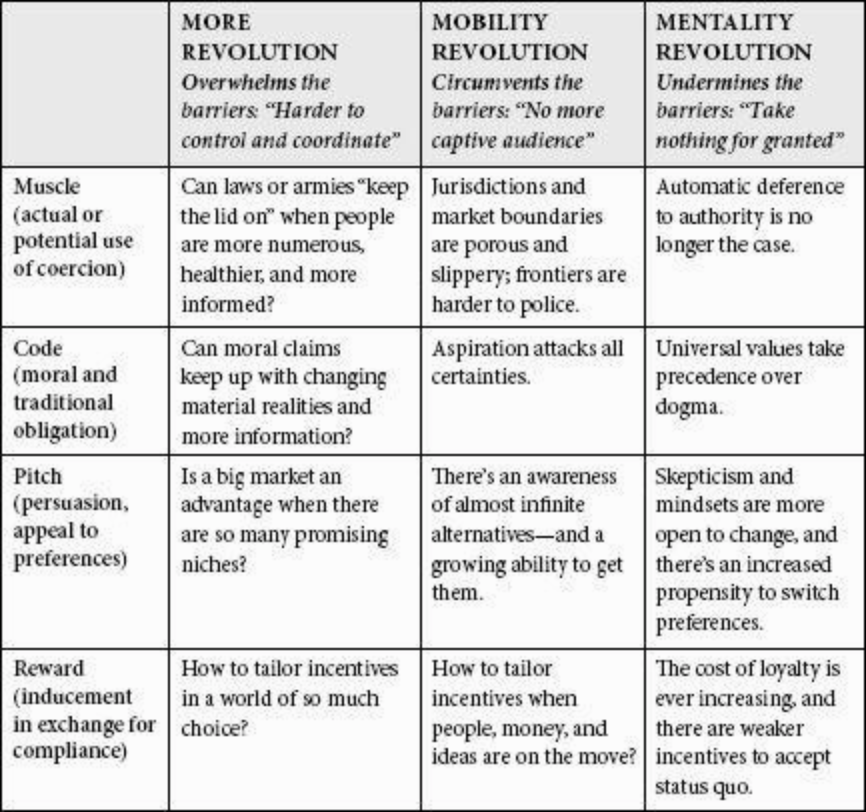 MORE
REVOLUTION
Overwhelms the
barriers: “Harder to
control and coordinate”
MOBILITY
REVOLUTION
Circumvents the
barriers: “No more
captive audience”
MENTALITY
REVOLUTION
Undermines the
barriers: “Take
nothing for granted”
Muscle
(actual or
potential use
of coercion)
Can laws or armies “keep
the lid on” when people
are more numerous,
healthier, and more
informed?
Jurisdictions and
market boundaries
are porous and
slippery; frontiers are
harder to police.
Automatic deference
to authority is no
longer the case.
Code
(moral and
traditional
obligation)
Can moral claims
keep up with changing
material realities and
more information?
Aspiration attacks all
certainties.
Universal values take
precedence over
dogma.
Pitch
(persuasion,
appeal to
preferences)
Is a big market an
advantage when there
are so many promising
niches?
There’s an awareness
of almost infinite
alternatives—and a
growing ability to get
them.
Skepticism and
mindsets are more
open to change, and
there’s an increased
propensity to switch
preferences.
Reward
(inducement
in exchange for
compliance)
How to tailor incentives
in a world of so much
choice?
How to tailor
incentives when
people, money, and
ideas are on the move?
The cost of loyalty is
ever increasing, and
there are weaker
incentives to accept
status quo.